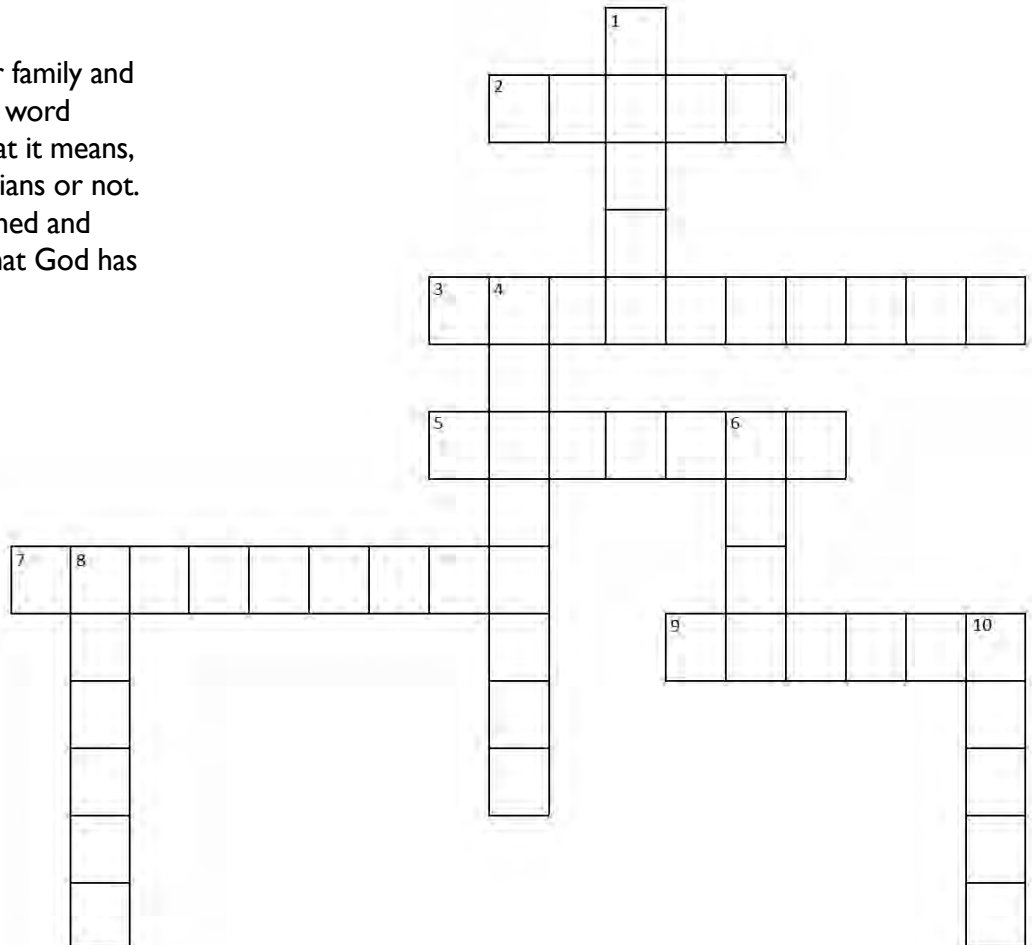 r family and
word
at it means,
ians or not.
ned and
hat God has
1
2
3 4
5 6
7 8
9 10